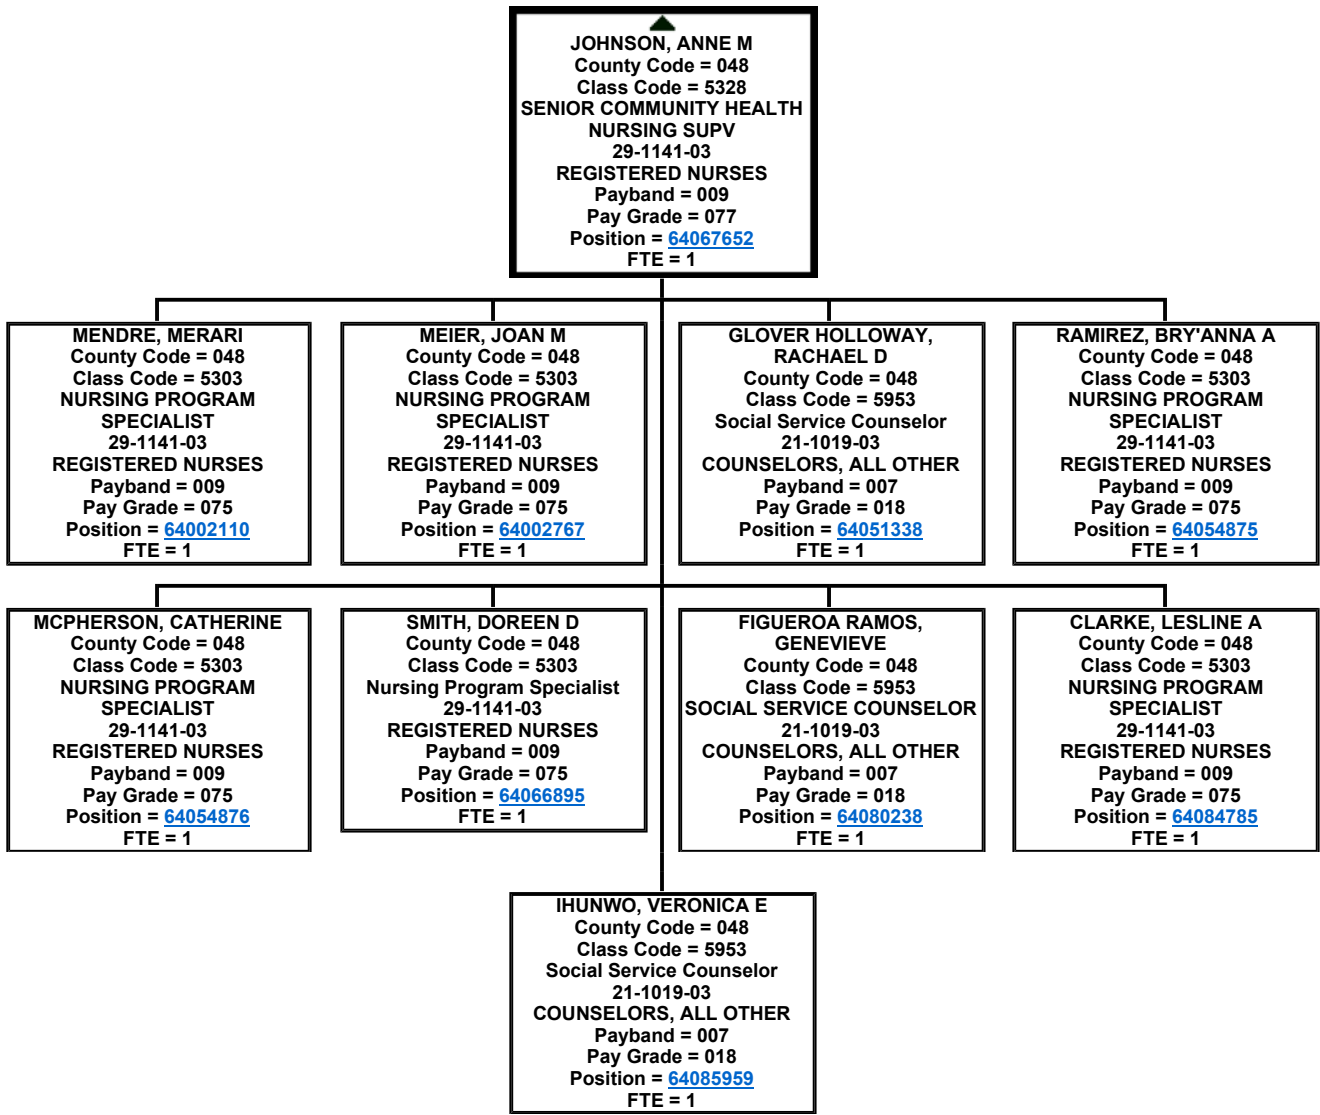 JOHNSON, ANNE M
County Code = 048
Class Code = 5328
SENIOR COMMUNITY HEALTH
NURSING SUPV
29-1141-03
REGISTERED NURSES
Payband = 009
Pay Grade = 077
Position = 64067652
FTE = 1
MENDRE, MERARI
County Code = 048
Class Code = 5303
NURSING PROGRAM
SPECIALIST
29-1141-03
REGISTERED NURSES
Payband = 009
Pay Grade = 075
Position = 64002110
FTE = 1
MEIER, JOAN M
County Code = 048
Class Code = 5303
NURSING PROGRAM
SPECIALIST
29-1141-03
REGISTERED NURSES
Payband = 009
Pay Grade = 075
Position = 64002767
FTE = 1
GLOVER HOLLOWAY,
RACHAEL D
County Code = 048
Class Code = 5953
Social Service Counselor
21-1019-03
COUNSELORS, ALL OTHER
Payband = 007
Pay Grade = 018
Position = 64051338
FTE = 1
RAMIREZ, BRY'ANNA A
County Code = 048
Class Code = 5303
NURSING PROGRAM
SPECIALIST
29-1141-03
REGISTERED NURSES
Payband = 009
Pay Grade = 075
Position = 64054875
FTE = 1
MCPHERSON, CATHERINE
County Code = 048
Class Code = 5303
NURSING PROGRAM
SPECIALIST
29-1141-03
REGISTERED NURSES
Payband = 009
Pay Grade = 075
Position = 64054876
FTE = 1
SMITH, DOREEN D
County Code = 048
Class Code = 5303
Nursing Program Specialist
29-1141-03
REGISTERED NURSES
Payband = 009
Pay Grade = 075
Position = 64066895
FTE = 1
FIGUEROA RAMOS,
GENEVIEVE
County Code = 048
Class Code = 5953
SOCIAL SERVICE COUNSELOR
21-1019-03
COUNSELORS, ALL OTHER
Payband = 007
Pay Grade = 018
Position = 64080238
FTE = 1
CLARKE, LESLINE A
County Code = 048
Class Code = 5303
NURSING PROGRAM
SPECIALIST
29-1141-03
REGISTERED NURSES
Payband = 009
Pay Grade = 075
Position = 64084785
FTE = 1
IHUNWO, VERONICA E
County Code = 048
Class Code = 5953
Social Service Counselor
21-1019-03
COUNSELORS, ALL OTHER
Payband = 007
Pay Grade = 018
Position = 64085959
FTE = 1